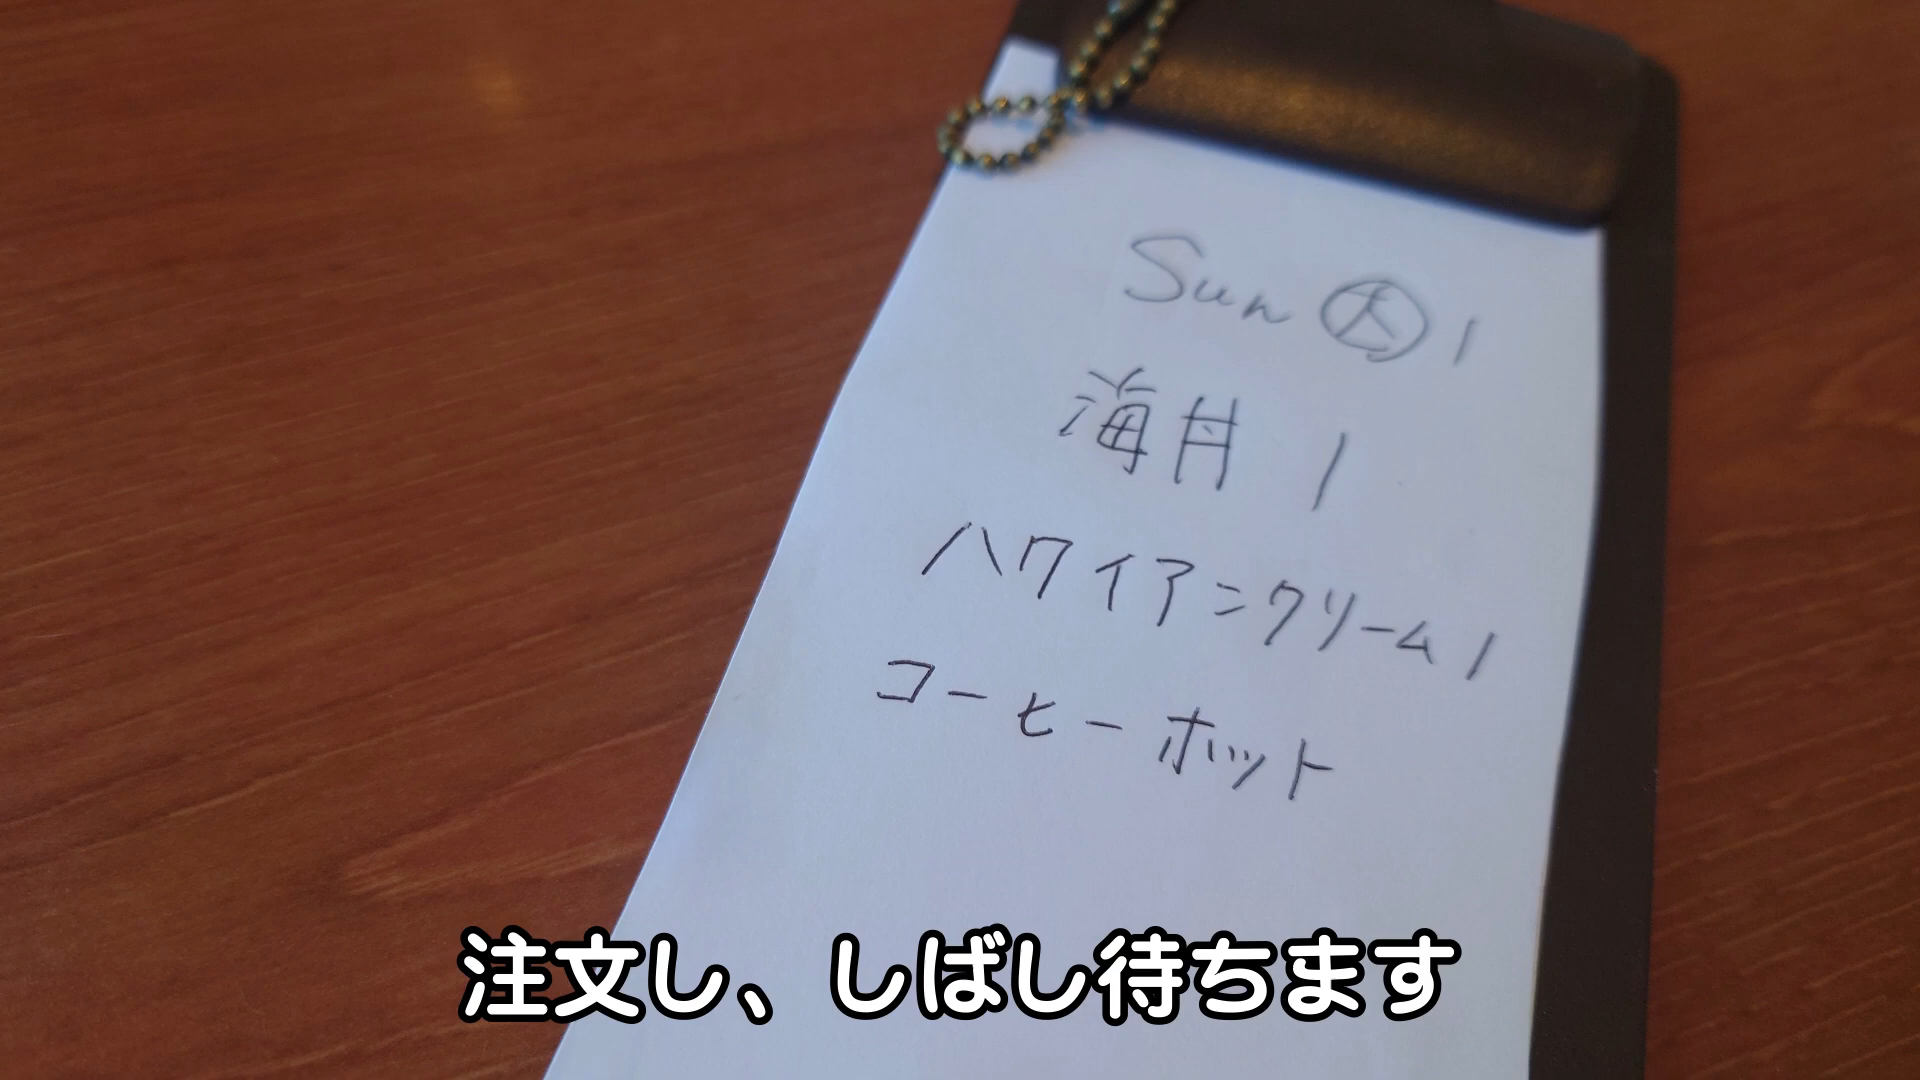 Sun 大 1
海丼 1
ハワイアンクリーム 1
コーヒーホット
注文し、しばし待ちます